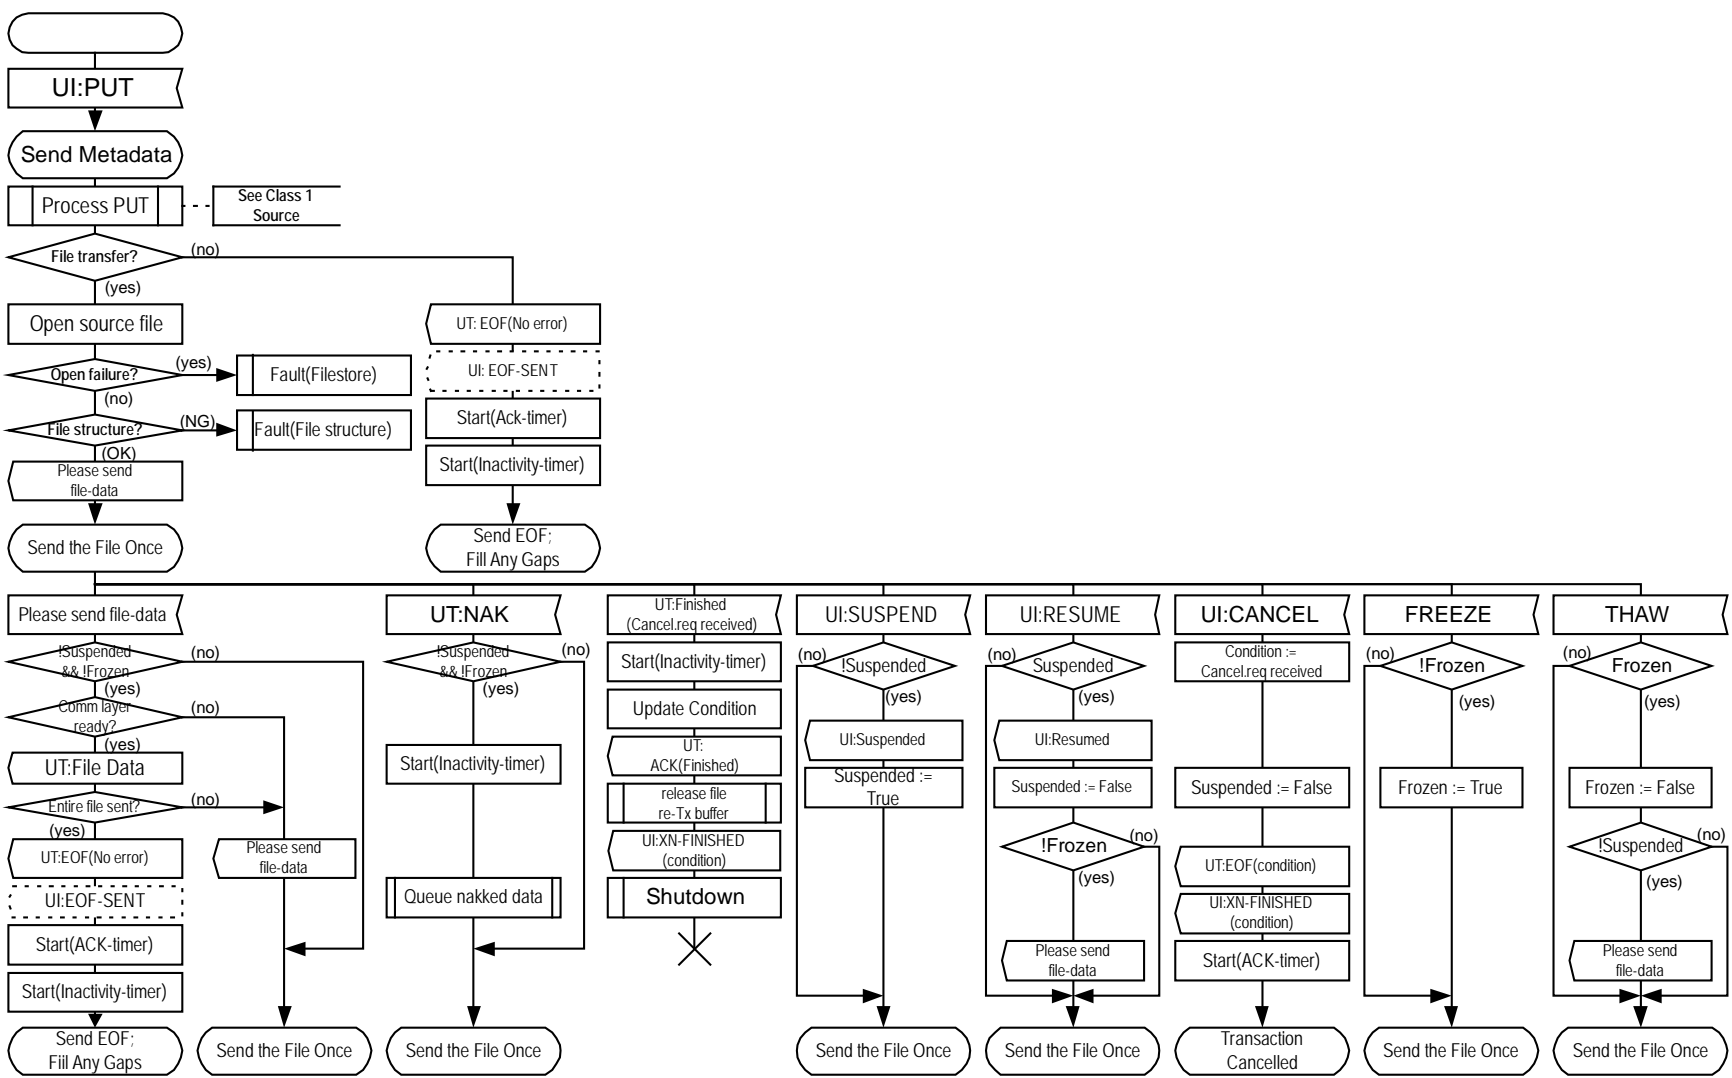 UI:PUT
Send Metadata
Process PUT
See Class 1
Source
File transfer?
(no)
(yes)
Open source file
Open failure?
(yes)
Fault(Filestore)
(no)
File structure?
(NG)
Fault(File structure)
(OK)
Please send
file-data
Send the File Once
UT: EOF(No error)
UI: EOF-SENT
Start(Ack-timer)
Start(Inactivity-timer)
Send EOF;
Fill Any Gaps
Please send file-data
!Suspended
&& !Frozen
(no)
(yes)
Comm layer
ready?
(no)
(yes)
UT:File Data
Entire file sent?
(no)
(yes)
UT:EOF(No error)
UI:EOF-SENT
Start(ACK-timer)
Start(Inactivity-timer)
Send EOF;
Fill Any Gaps
Please send
file-data
Send the File Once
UT:NAK
!Suspended
&& !Frozen
(no)
(yes)
Start(Inactivity-timer)
Queue nakked data
Send the File Once
UT:Finished
(Cancel.req received)
Start(Inactivity-timer)
Update Condition
UT:
ACK(Finished)
release file
re-Tx buffer
UI:XN-FINISHED
(condition)
Shutdown
UI:SUSPEND
(no)
!Suspended
(yes)
UI:Suspended
Suspended :=
True
Send the File Once
UI:RESUME
(no)
Suspended
(yes)
UI:Resumed
Suspended := False
!Frozen
(no)
(yes)
Please send
file-data
Send the File Once
UI:CANCEL
Condition :=
Cancel.req received
Suspended := False
UT:EOF(condition)
UI:XN-FINISHED
(condition)
Start(ACK-timer)
Transaction
Cancelled
FREEZE
(no)
!Frozen
(yes)
Frozen := True
Send the File Once
THAW
(no)
Frozen
(yes)
Frozen := False
!Suspended
(no)
(yes)
Please send
file-data
Send the File Once